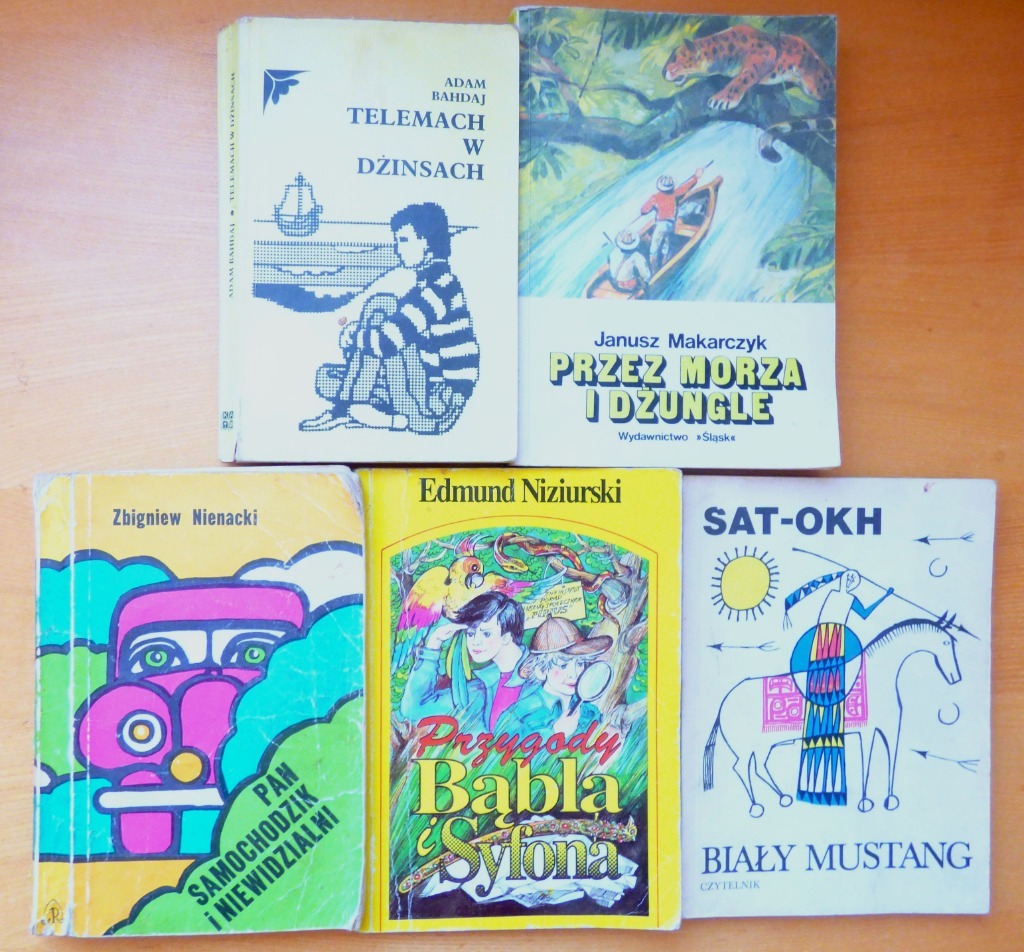 ADAM BAHDAJ ● TELEMACH W DŻINSACH
ADAM
BAHDAJ
TELEMACH
W
DŻINSACH
Janusz Makarczyk
PRZEZ MORZA
I DŻUNGLE
Wydawnictwo »Śląsk«
Zbigniew Nienacki
PAN
SAMOCHODZIK
i NIEWIDZIALNI
Edmund Niziurski
Przygody
Bąbla
i Syfona
SAT-OKH
BIAŁY MUSTANG
CZYTELNIK